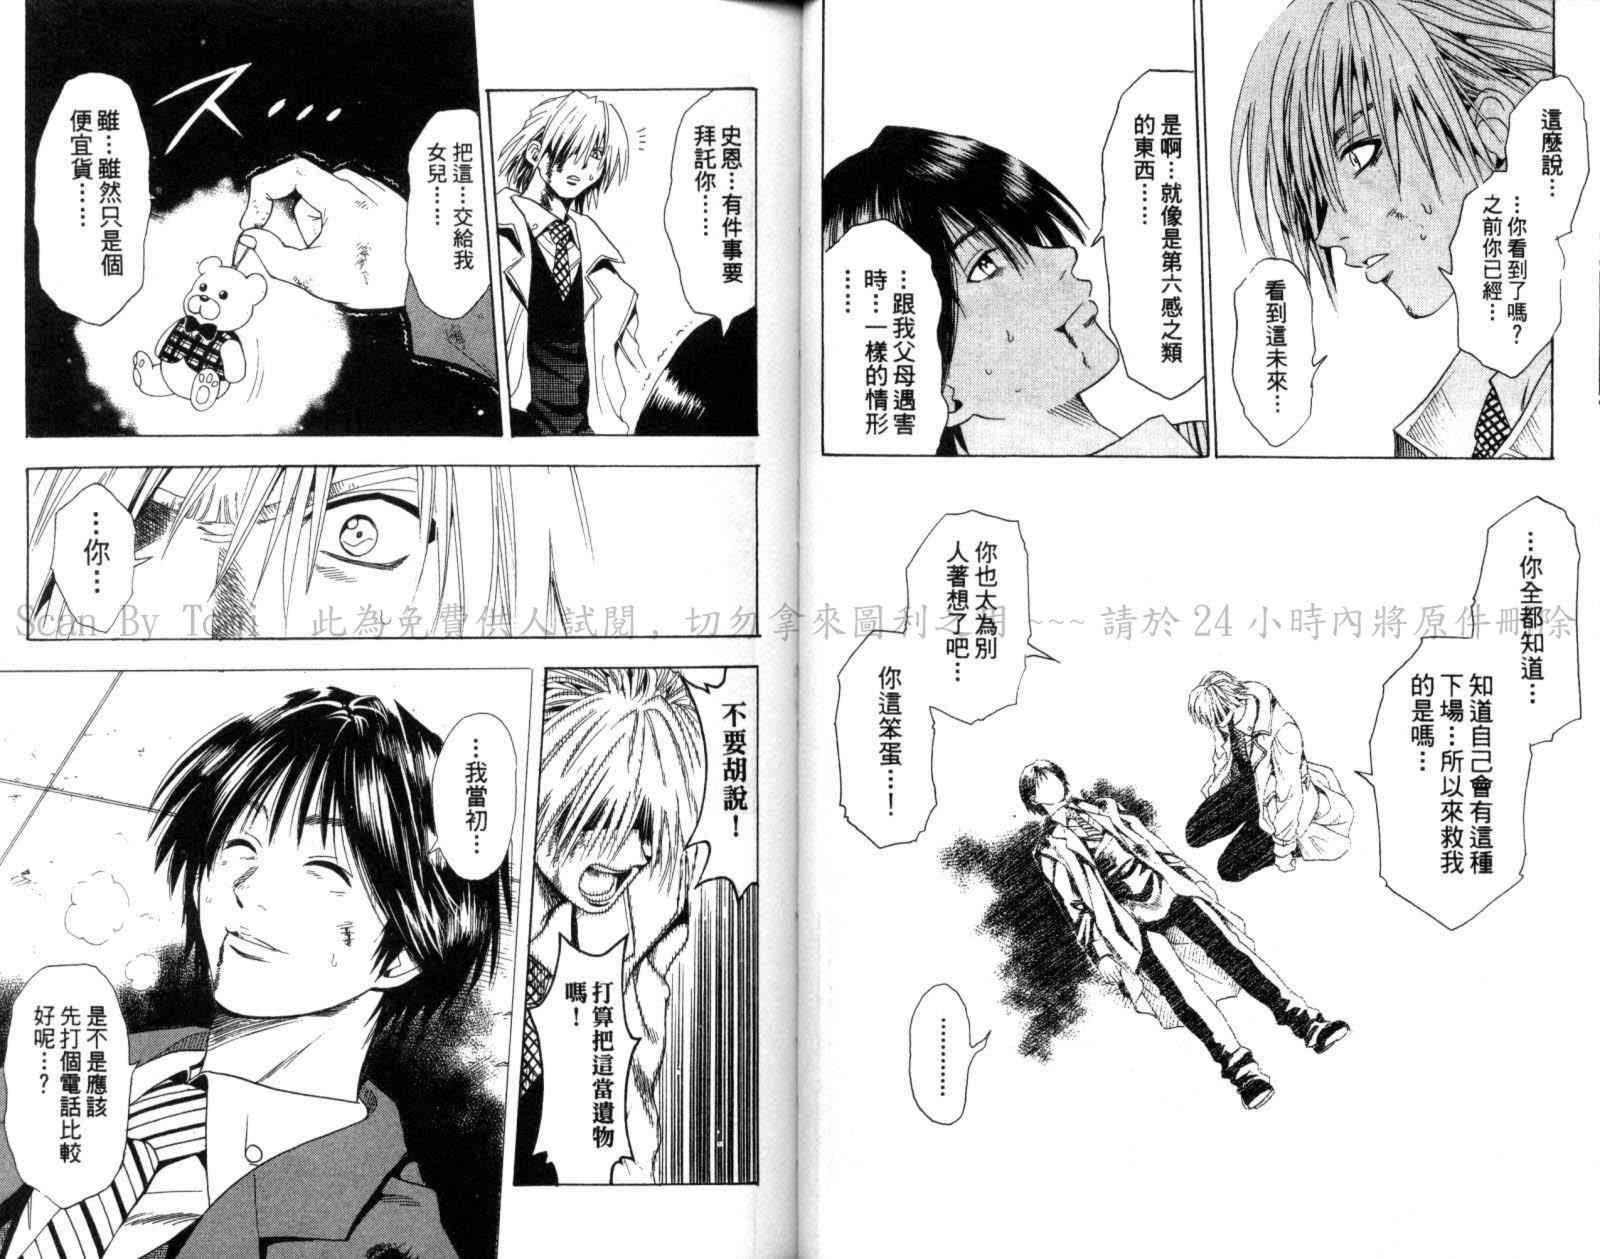 這麼說…
…你看到了嗎？
之前你已經…
看到這未來…
是啊…就像是第六感之類
的東西……
…跟我父母遇害
時…一樣的情形
……
…你全都知道…
知道自己會有這種
下場…所以來救我
的是嗎…
你也太為別
人著想了吧…
你這笨蛋…！
…………
史恩…有件事要
拜託你……
把這…交給我
女兒……
ス…
雖…雖然只是個
便宜貨……
…你…
不要胡說！
打算把這當遺物
嗎！
…我當初…
是不是應該
先打個電話比較
好呢…？
Scan By Toji 此為免費供人試閱，切勿拿來圖利之用~~~請於24小時內將原件刪除